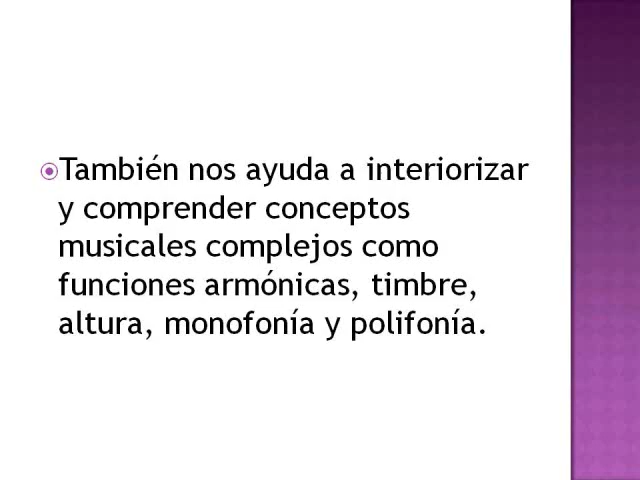 También nos ayuda a interiorizar
y comprender conceptos
musicales complejos como
funciones armónicas, timbre,
altura, monofonía y polifonía.